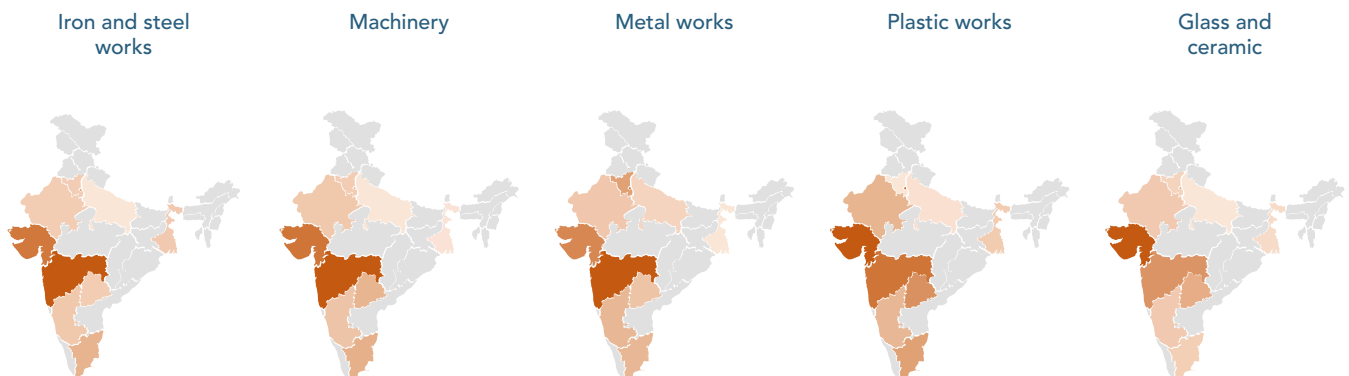 Iron and steel
works
Machinery
Metal works
Plastic works
Glass and
ceramic